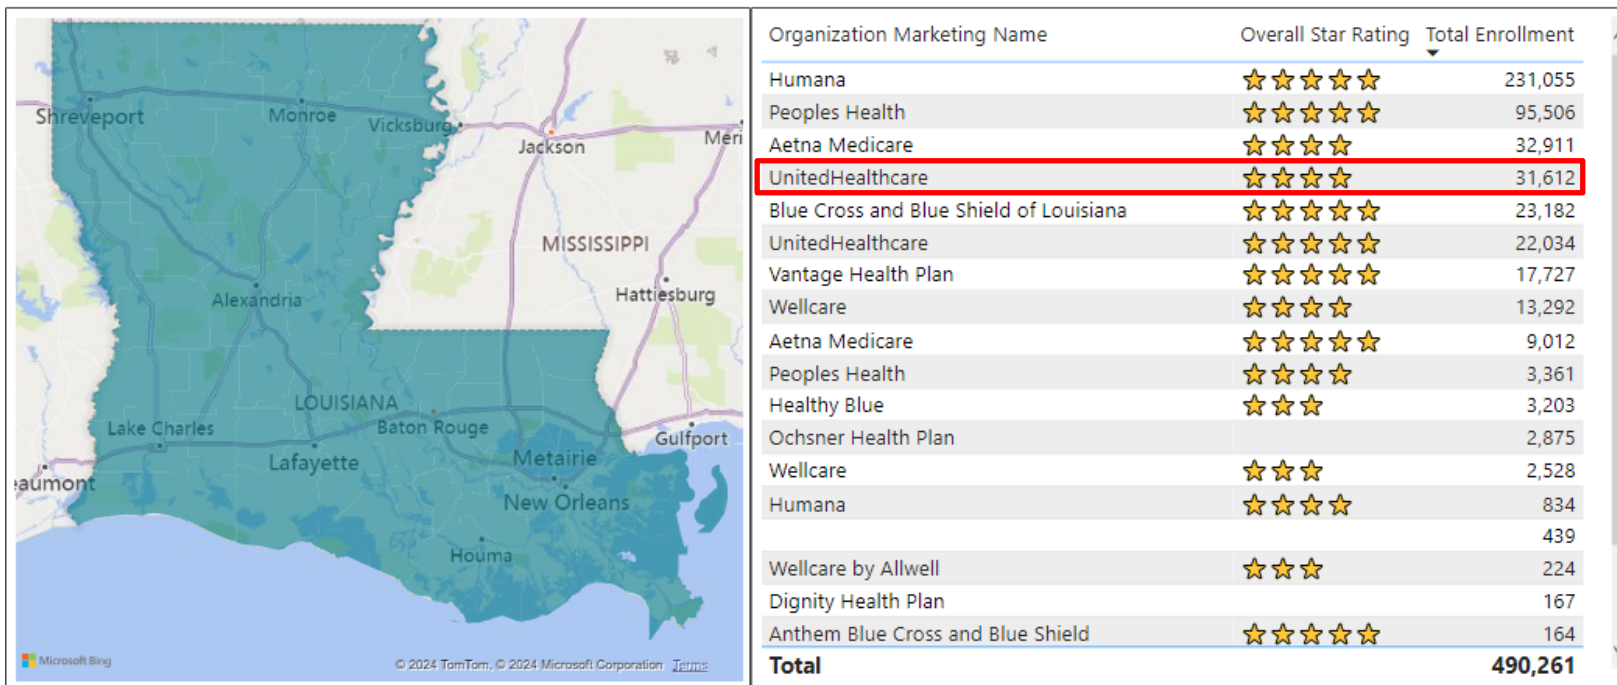 Shreveport
Monroe
Vicksburg
Jackson
Meri
MISSISSIPPI
Alexandria
Hattiesburg
LOUISIANA
Lake Charles
Baton Rouge
Gulfport
Lafayette
Metairie
eaumont
New Orleans
Houma
Microsoft Bing
© 2024 TomTom, © 2024 Microsoft Corporation Terms
Organization Marketing Name Overall Star Rating Total Enrollment
Humana 231,055
Peoples Health 95,506
Aetna Medicare 32,911
UnitedHealthcare 31,612
Blue Cross and Blue Shield of Louisiana 23,182
UnitedHealthcare 22,034
Vantage Health Plan 17,727
Wellcare 13,292
Aetna Medicare 9,012
Peoples Health 3,361
Healthy Blue 3,203
Ochsner Health Plan 2,875
Wellcare 2,528
Humana 834
439
Wellcare by Allwell 224
Dignity Health Plan 167
Anthem Blue Cross and Blue Shield 164
Total 490,261